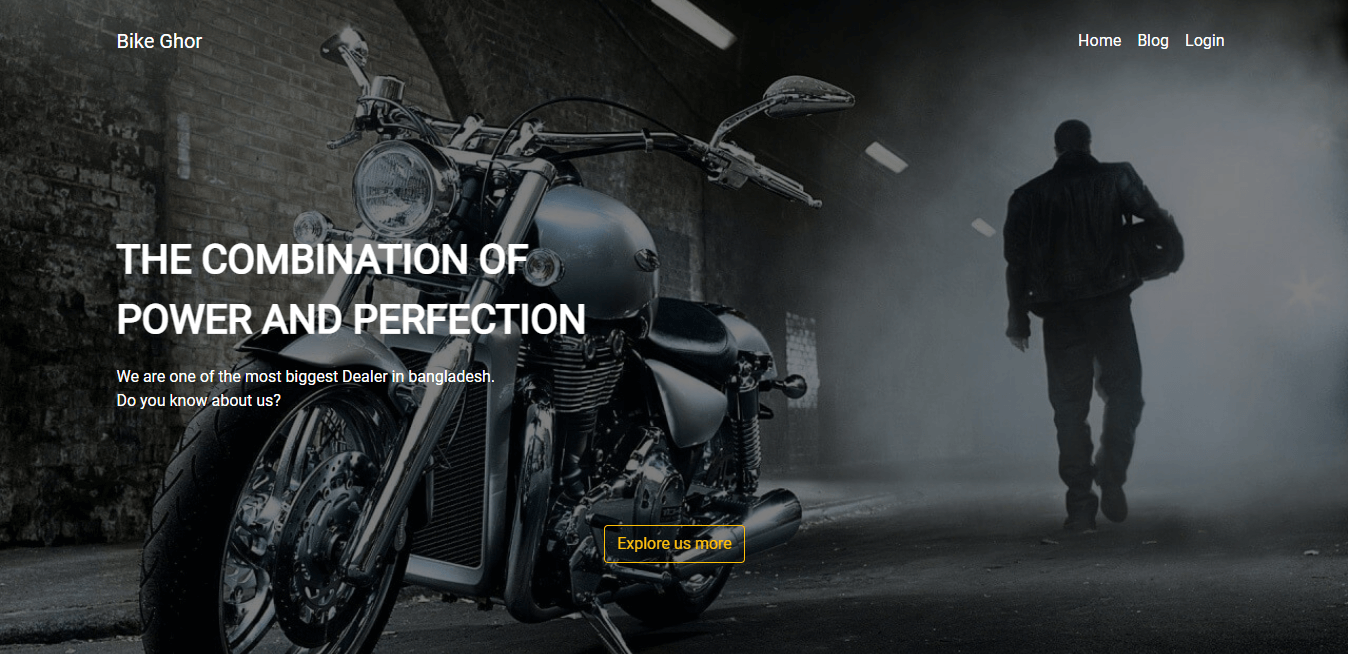 Bike Ghor
Home Blog Login
THE COMBINATION OF
POWER AND PERFECTION
We are one of the most biggest Dealer in bangladesh.
Do you know about us?
Explore us more